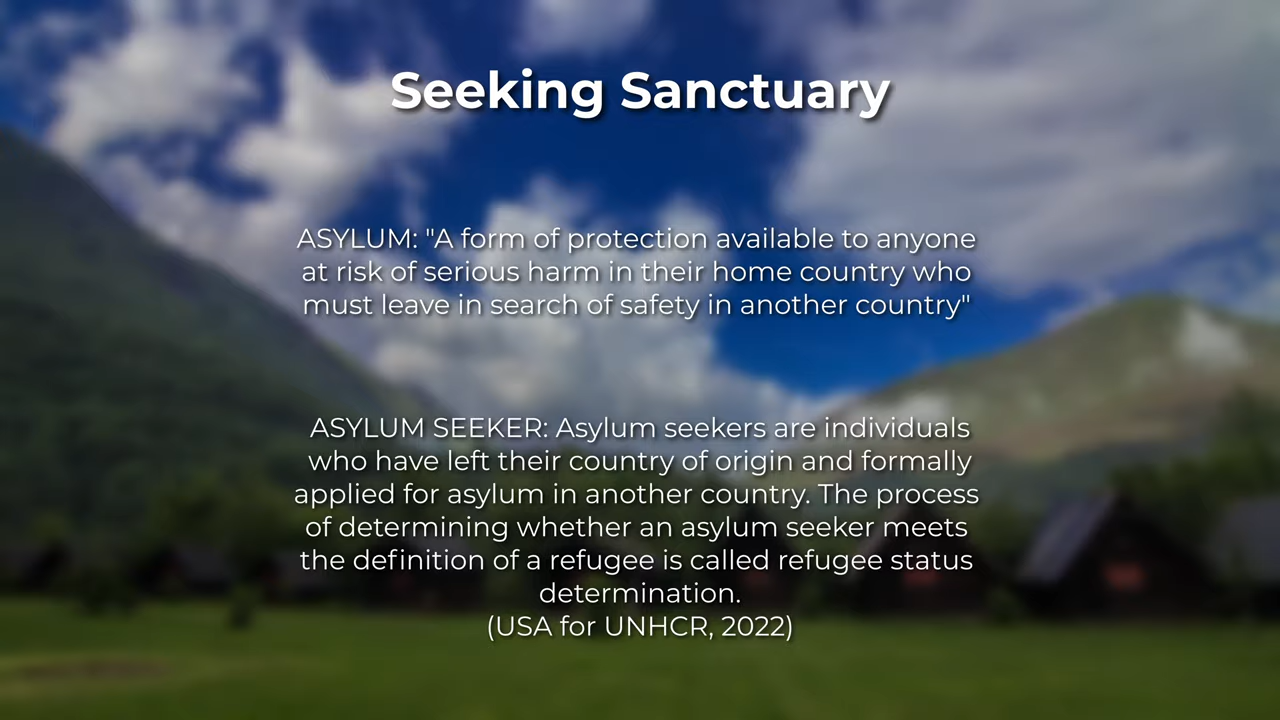 Seeking Sanctuary
ASYLUM: "A form of protection available to anyone
at risk of serious harm in their home country who
must leave in search of safety in another country"
ASYLUM SEEKER: Asylum seekers are individuals
who have left their country of origin and formally
applied for asylum in another country. The process
of determining whether an asylum seeker meets
the definition of a refugee is called refugee status
determination.
(USA for UNHCR, 2022)